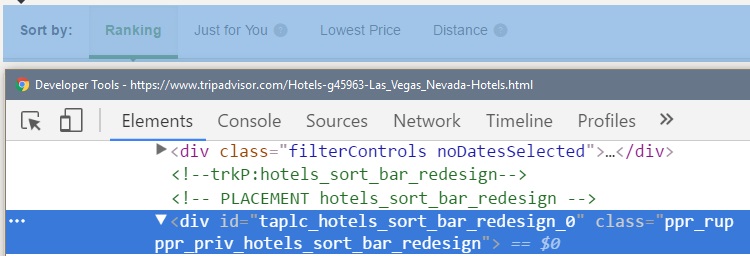 Sort by: Ranking Just for You ? Lowest Price Distance ?
Developer Tools - https://www.tripadvisor.com/Hotels-g45963-Las_Vegas_Nevada-Hotels.html
Elements Console Sources Network Timeline Profiles »
▶<div class="filterControls noDatesSelected">…</div>
<!--trkP:hotels_sort_bar_redesign-->
<!-- PLACEMENT hotels_sort_bar_redesign -->
… ▼<div id="taplc_hotels_sort_bar_redesign_0" class="ppr_rup
ppr_priv_hotels_sort_bar_redesign"> == $0